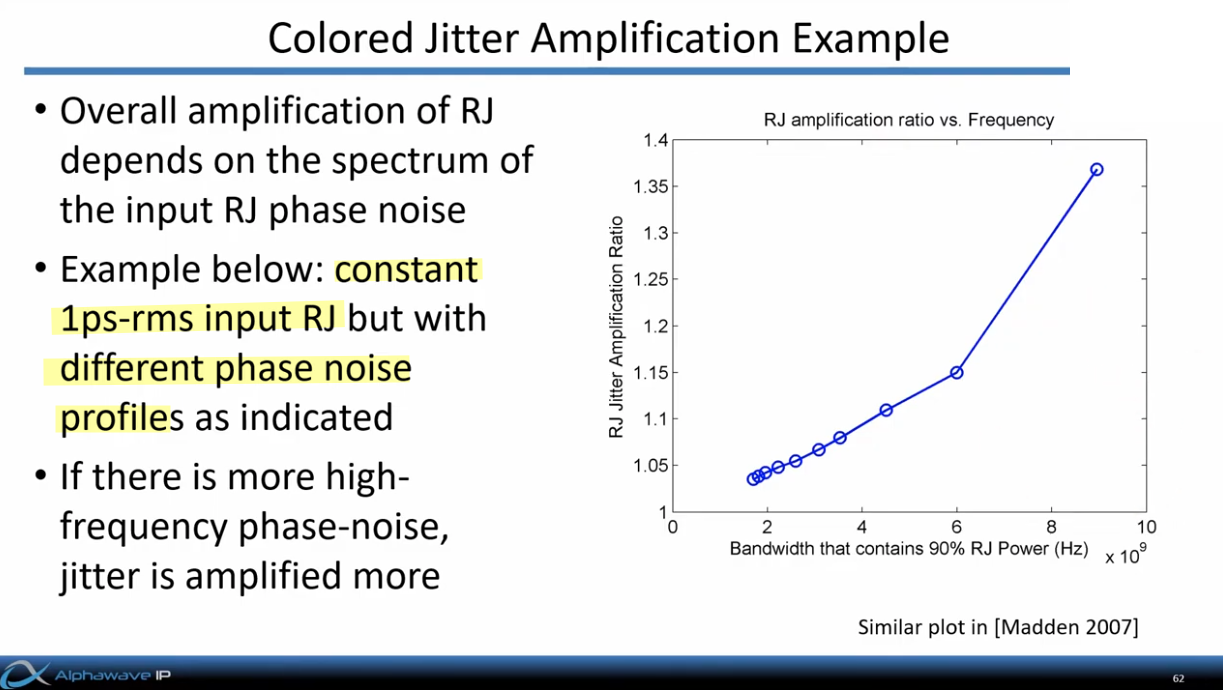 Colored Jitter Amplification Example
• Overall amplification of RJ
depends on the spectrum of
the input RJ phase noise
• Example below: constant
1ps-rms input RJ but with
different phase noise
profiles as indicated
• If there is more high-
frequency phase-noise,
jitter is amplified more
RJ amplification ratio vs. Frequency
RJ Jitter Amplification Ratio
1.4
1.35
1.3
1.25
1.2
1.15
1.1
1.05
1
0 2 4 6 8 10
Bandwidth that contains 90% RJ Power (Hz)
x 10⁹
Similar plot in [Madden 2007]
Alphawave IP
62